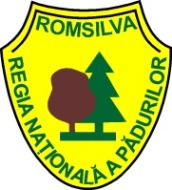 ROMSILVA
REGIA NAȚIONALĂ A PĂDURILOR